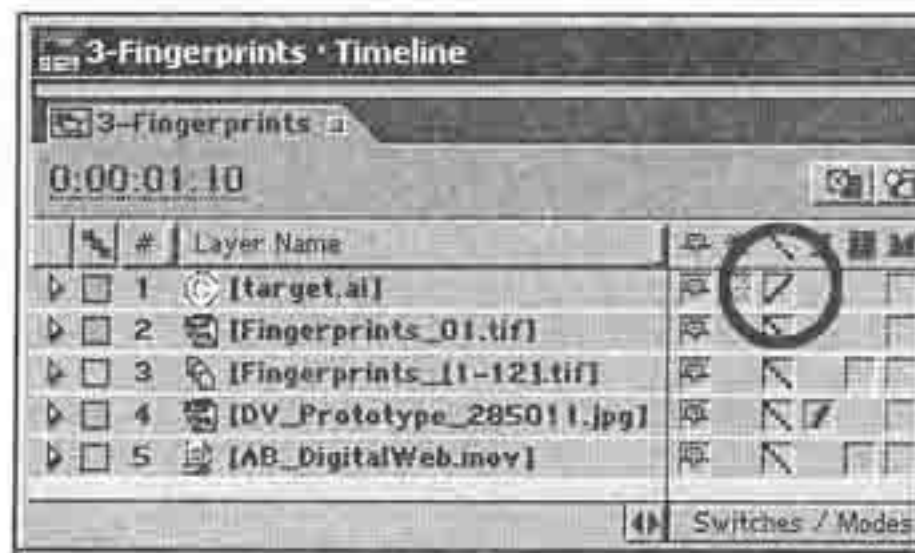 3-Fingerprints · Timeline
3-Fingerprints
0:00:01:10
# Layer Name
1 [target.ai]
2 [Fingerprints_01.tif]
3 [Fingerprints_[1-12].tif]
4 [DV_Prototype_285011.jpg]
5 [AB_DigitalWeb.mov]
Switches / Modes